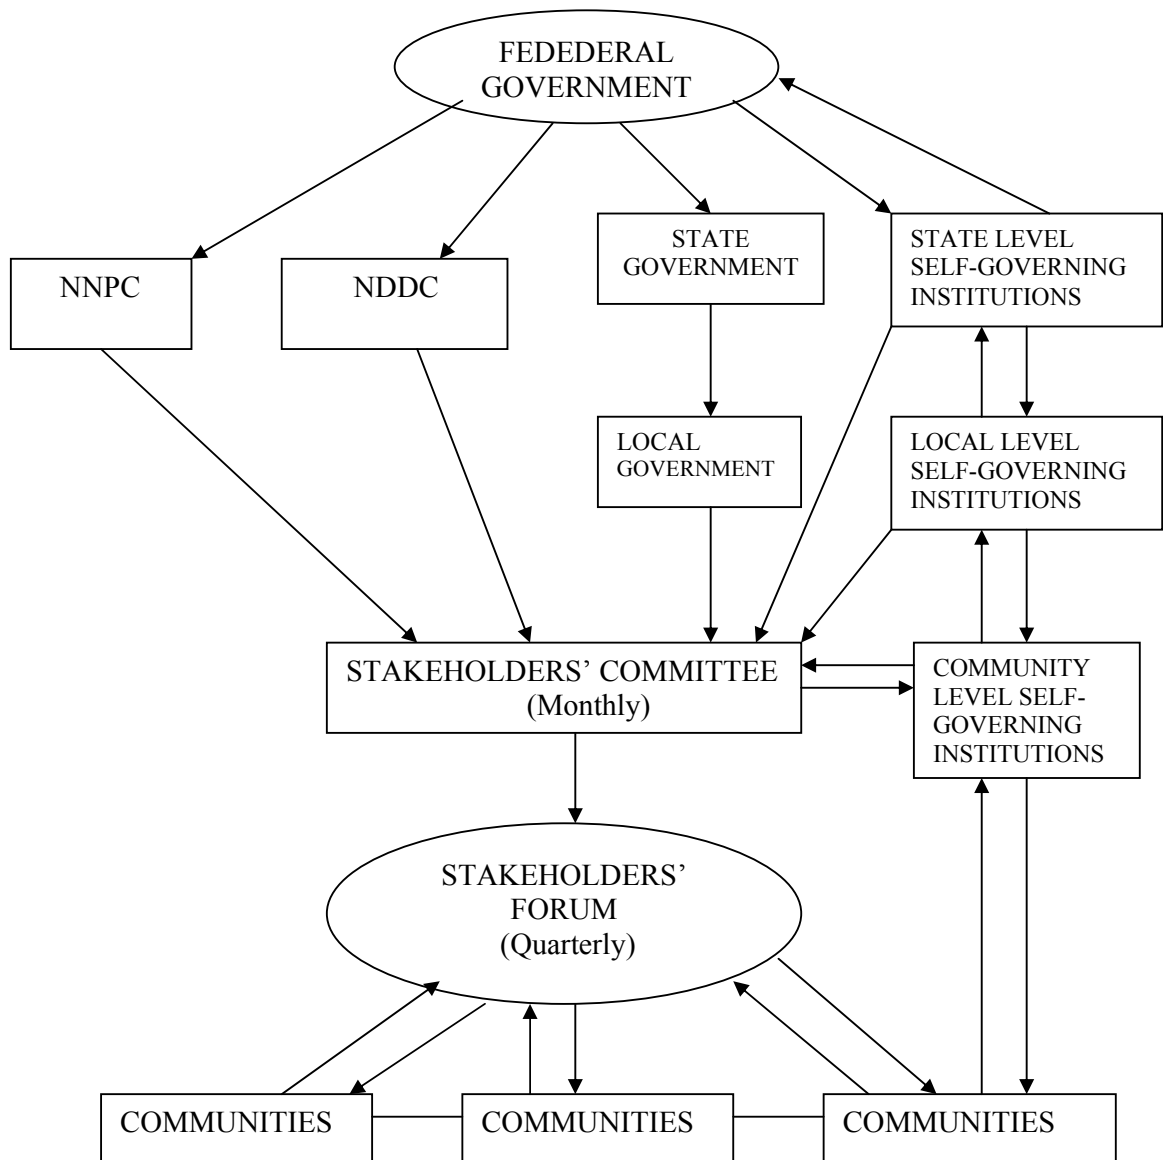 FEDEDERAL
GOVERNMENT
STATE
GOVERNMENT
STATE LEVEL
SELF-GOVERNING
INSTITUTIONS
NNPC
NDDC
LOCAL
GOVERNMENT
LOCAL LEVEL
SELF-GOVERNING
INSTITUTIONS
STAKEHOLDERS’ COMMITTEE
(Monthly)
COMMUNITY
LEVEL SELF-
GOVERNING
INSTITUTIONS
STAKEHOLDERS’
FORUM
(Quarterly)
COMMUNITIES
COMMUNITIES
COMMUNITIES